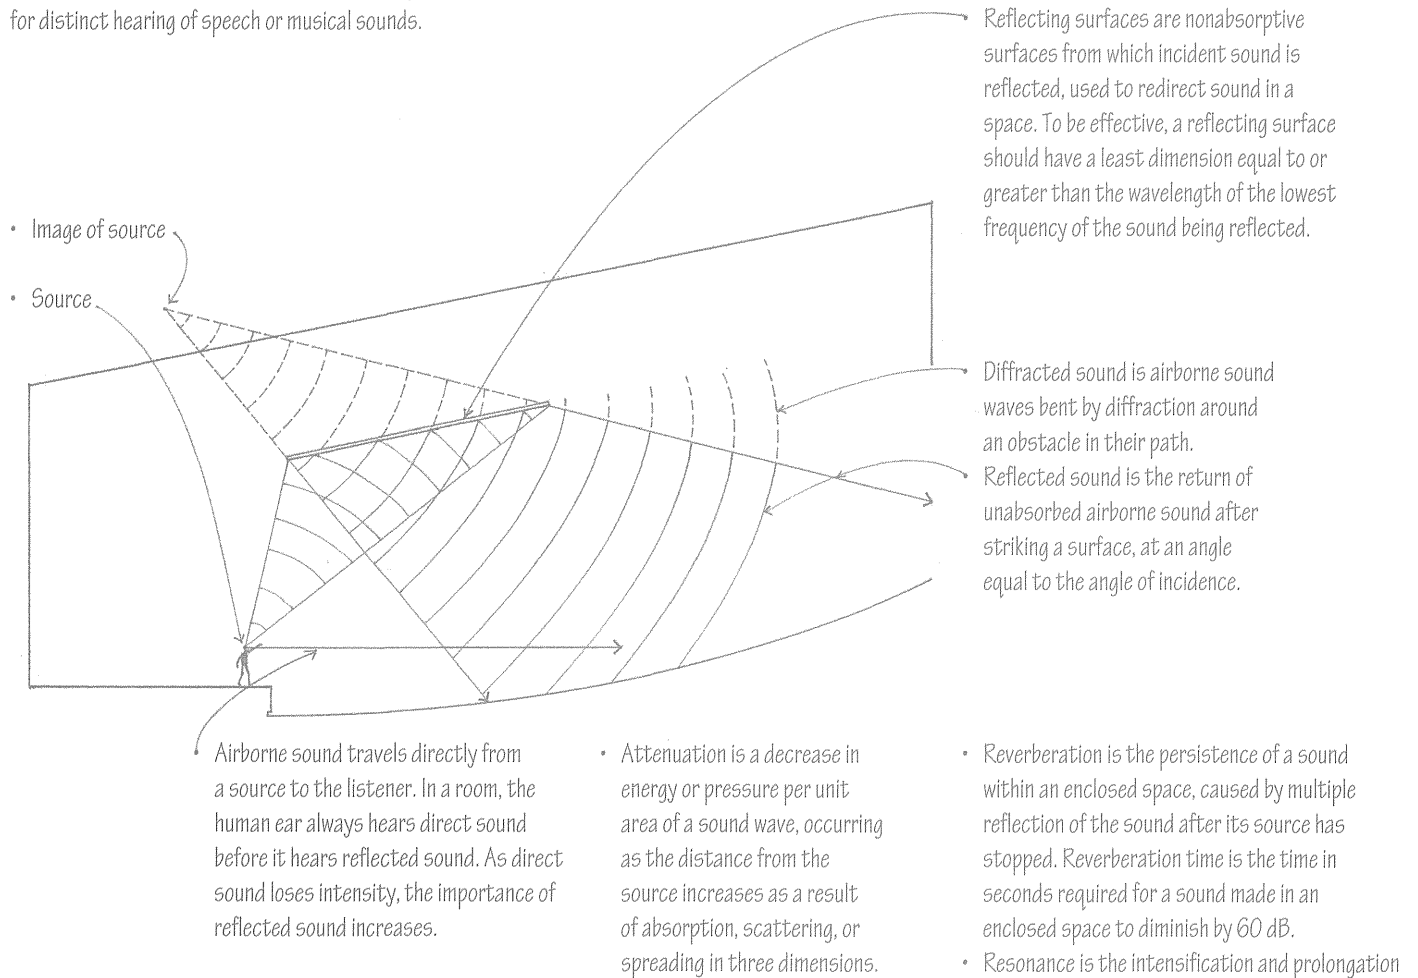 for distinct hearing of speech or musical sounds.
• Reflecting surfaces are nonabsorptive
surfaces from which incident sound is
reflected, used to redirect sound in a
space. To be effective, a reflecting surface
should have a least dimension equal to or
greater than the wavelength of the lowest
frequency of the sound being reflected.
• Image of source
• Source
• Diffracted sound is airborne sound
waves bent by diffraction around
an obstacle in their path.
• Reflected sound is the return of
unabsorbed airborne sound after
striking a surface, at an angle
equal to the angle of incidence.
• Airborne sound travels directly from
a source to the listener. In a room, the
human ear always hears direct sound
before it hears reflected sound. As direct
sound loses intensity, the importance of
reflected sound increases.
• Attenuation is a decrease in
energy or pressure per unit
area of a sound wave, occurring
as the distance from the
source increases as a result
of absorption, scattering, or
spreading in three dimensions.
• Reverberation is the persistence of a sound
within an enclosed space, caused by multiple
reflection of the sound after its source has
stopped. Reverberation time is the time in
seconds required for a sound made in an
enclosed space to diminish by 60 dB.
• Resonance is the intensification and prolongation